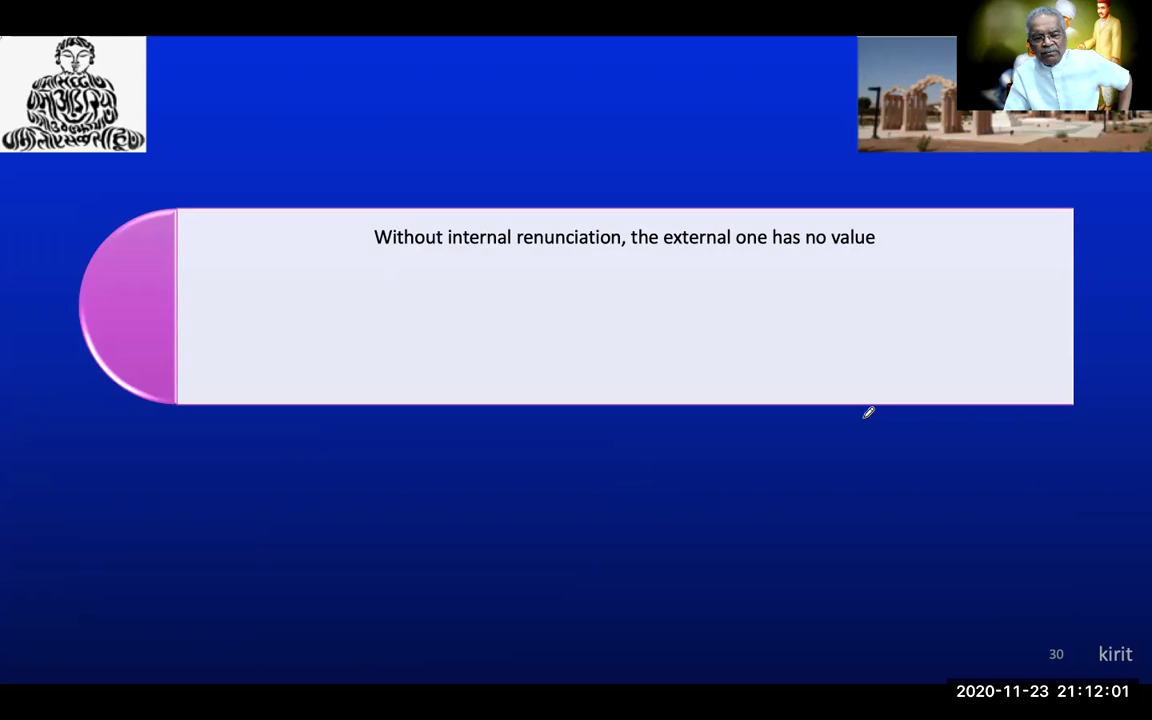 Without internal renunciation, the external one has no value
30
kirit
2020-11-23 21:12:01